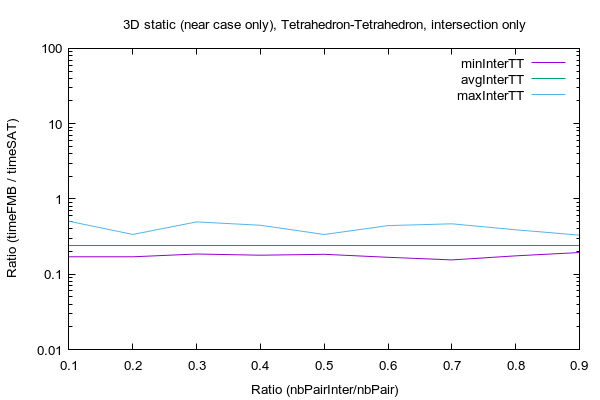 3D static (near case only), Tetrahedron-Tetrahedron, intersection only
100
10
1
0.1
0.01
Ratio (timeFMB / timeSAT)
minInterTT
avgInterTT
maxInterTT
0.1 0.2 0.3 0.4 0.5 0.6 0.7 0.8 0.9
Ratio (nbPairInter/nbPair)